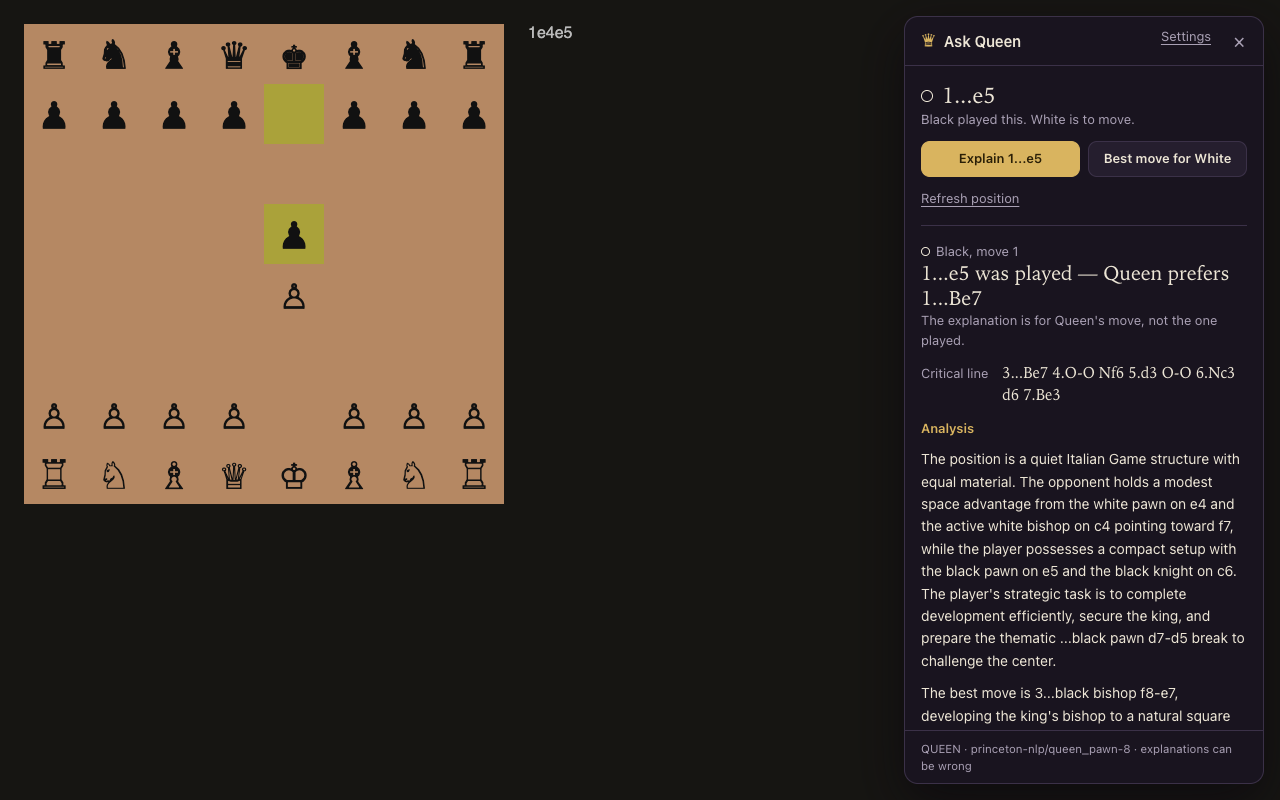 1e4e5
Ask Queen
Settings
×
1…e5
Black played this. White is to move.
Explain 1…e5
Best move for White
Refresh position
Black, move 1
1…e5 was played — Queen prefers
1…Be7
The explanation is for Queen's move, not the one
played.
Critical line
3…Be7 4.O-O Nf6 5.d3 O-O 6.Nc3
d6 7.Be3
Analysis
The position is a quiet Italian Game structure with
equal material. The opponent holds a modest
space advantage from the white pawn on e4 and
the active white bishop on c4 pointing toward f7,
while the player possesses a compact setup with
the black pawn on e5 and the black knight on c6.
The player's strategic task is to complete
development efficiently, secure the king, and
prepare the thematic ...black pawn d7-d5 break to
challenge the center.
The best move is 3...black bishop f8-e7,
developing the king's bishop to a natural square
QUEEN · princeton-nlp/queen_pawn-8 · explanations can
be wrong